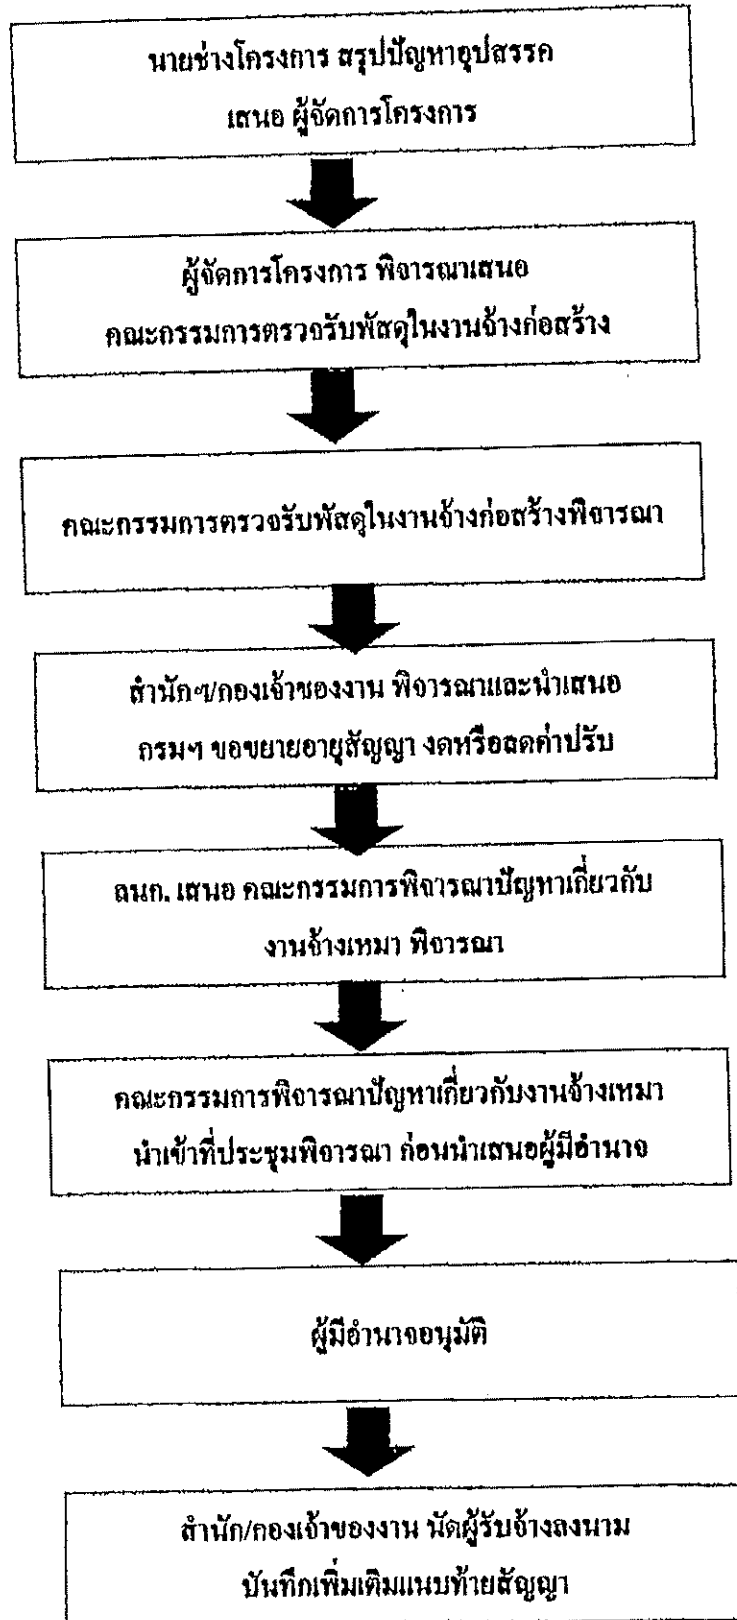 นายช่างโครงการ สรุปปัญหาอุปสรรค
เสนอ ผู้จัดการโครงการ
ผู้จัดการโครงการ พิจารณาเสนอ
คณะกรรมการตรวจรับพัสดุในงานจ้างก่อสร้าง
คณะกรรมการตรวจรับพัสดุในงานจ้างก่อสร้างพิจารณา
สำนักฯ/กองเจ้าของงาน พิจารณาและนำเสนอ
กรมฯ ขอขยายอายุสัญญา งดหรือลดค่าปรับ
ลนก. เสนอ คณะกรรมการพิจารณาปัญหาเกี่ยวกับ
งานจ้างเหมา พิจารณา
คณะกรรมการพิจารณาปัญหาเกี่ยวกับงานจ้างเหมา
นำเข้าที่ประชุมพิจารณา ก่อนนำเสนอผู้มีอำนาจ
ผู้มีอำนาจอนุมัติ
สำนัก/กองเจ้าของงาน นัดผู้รับจ้างลงนาม
บันทึกเพิ่มเติมแนบท้ายสัญญา